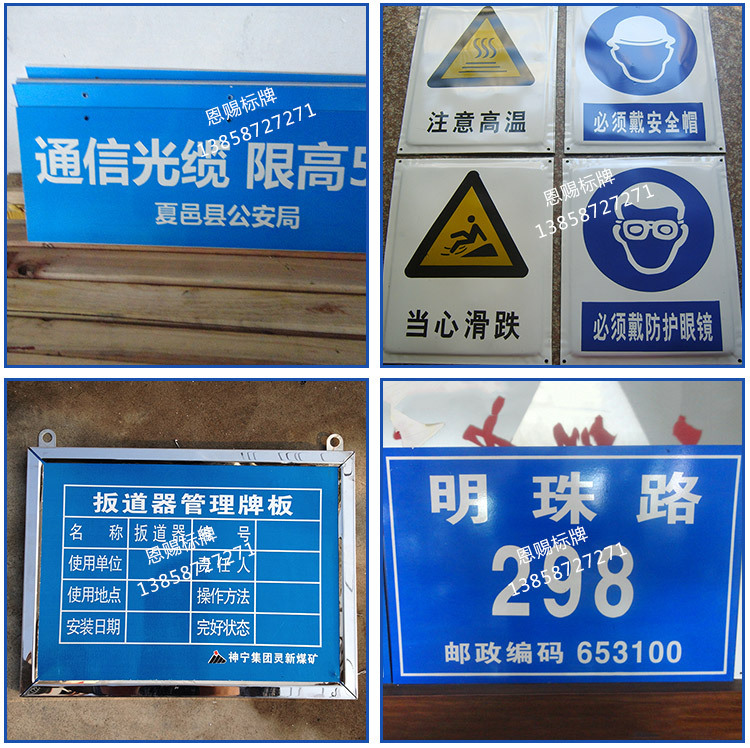 通信光缆 限高5
夏邑县公安局
恩赐标牌
13858727271
注意高温
必须戴安全帽
当心滑跌
必须戴防护眼镜
恩赐标牌
13858727271
扳道器管理牌板
名 称 扳道器 编 号
使用单位 责任人
使用地点 操作方法
安装日期 完好状态
神宁集团灵新煤矿
恩赐标牌
13858727271
明珠路
298
邮政编码 653100
恩赐标牌
13858727271